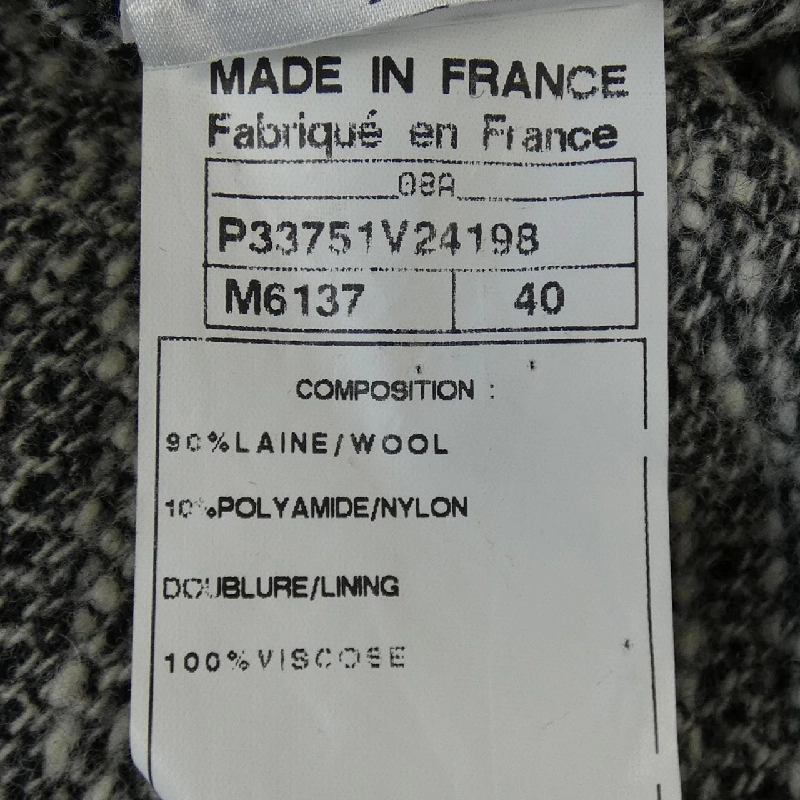 MADE IN FRANCE
Fabriqué en France
08A
P33751V24198
M6137 40
COMPOSITION :
90%LAINE/WOOL
10%POLYAMIDE/NYLON
DOUBLURE/LINING
100%VISCOSE